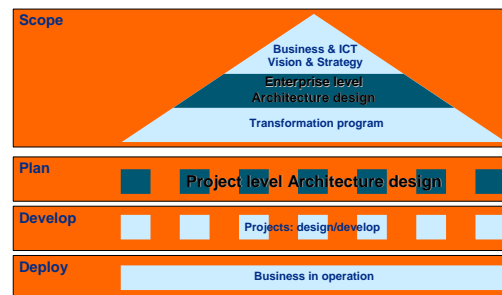 Scope
Business & ICT
Vision & Strategy
Enterprise level
Architecture design
Transformation program
Plan
Project level Architecture design
Develop
Projects: design/develop
Deploy
Business in operation